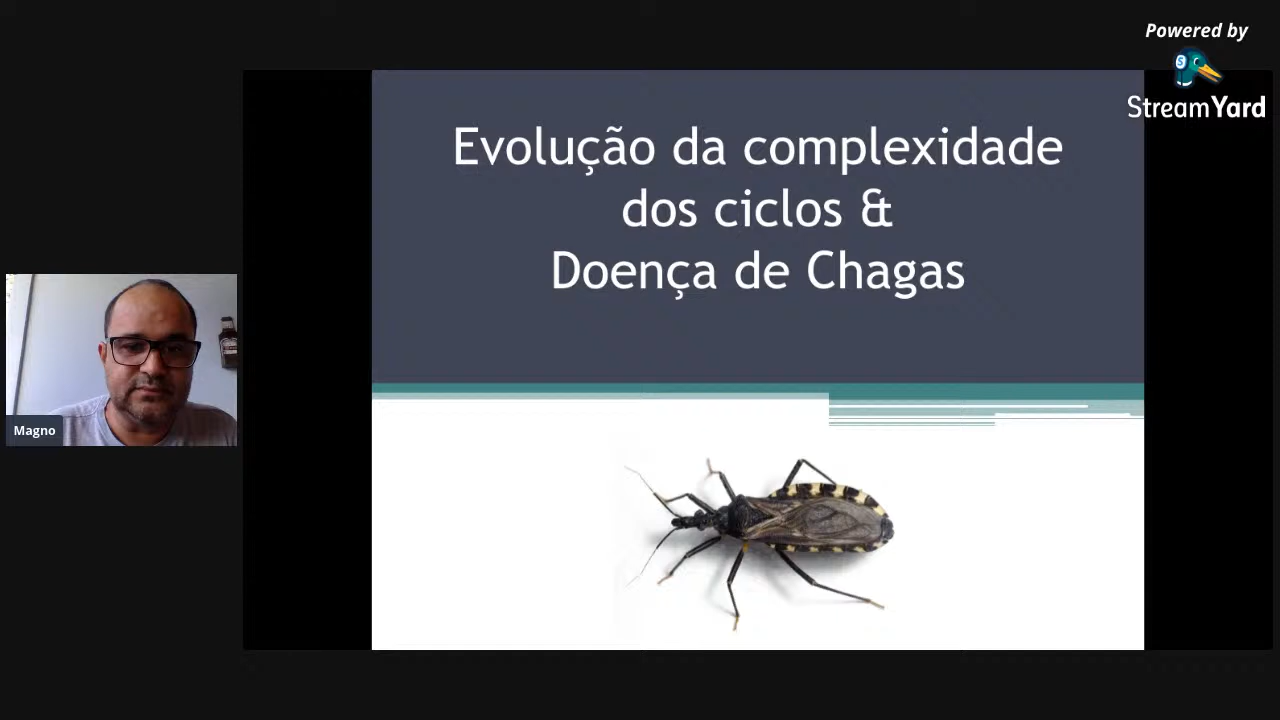 Powered by
StreamYard
Evolução da complexidade
dos ciclos &
Doença de Chagas
Magno